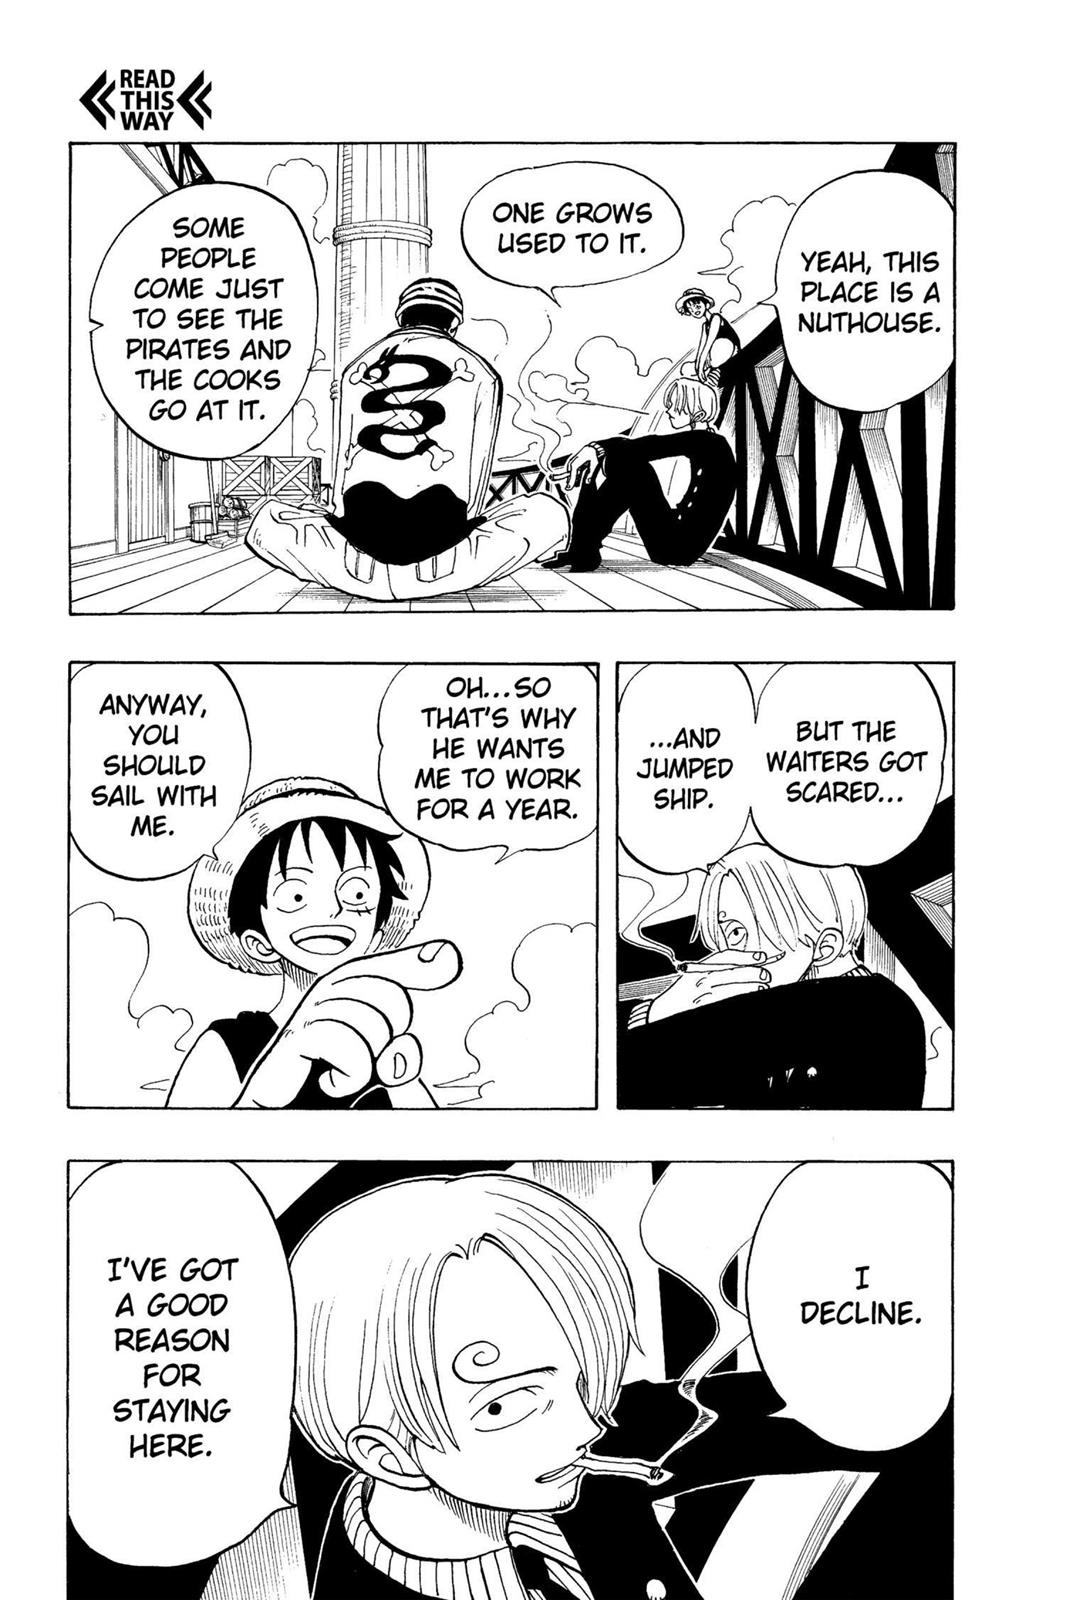 READ
THIS
WAY
YEAH, THIS
PLACE IS A
NUTHOUSE.
ONE GROWS
USED TO IT.
SOME
PEOPLE
COME JUST
TO SEE THE
PIRATES AND
THE COOKS
GO AT IT.
BUT THE
WAITERS GOT
SCARED...
...AND
JUMPED
SHIP.
OH...SO
THAT'S WHY
HE WANTS
ME TO WORK
FOR A YEAR.
ANYWAY,
YOU
SHOULD
SAIL WITH
ME.
I
DECLINE.
I'VE GOT
A GOOD
REASON
FOR
STAYING
HERE.